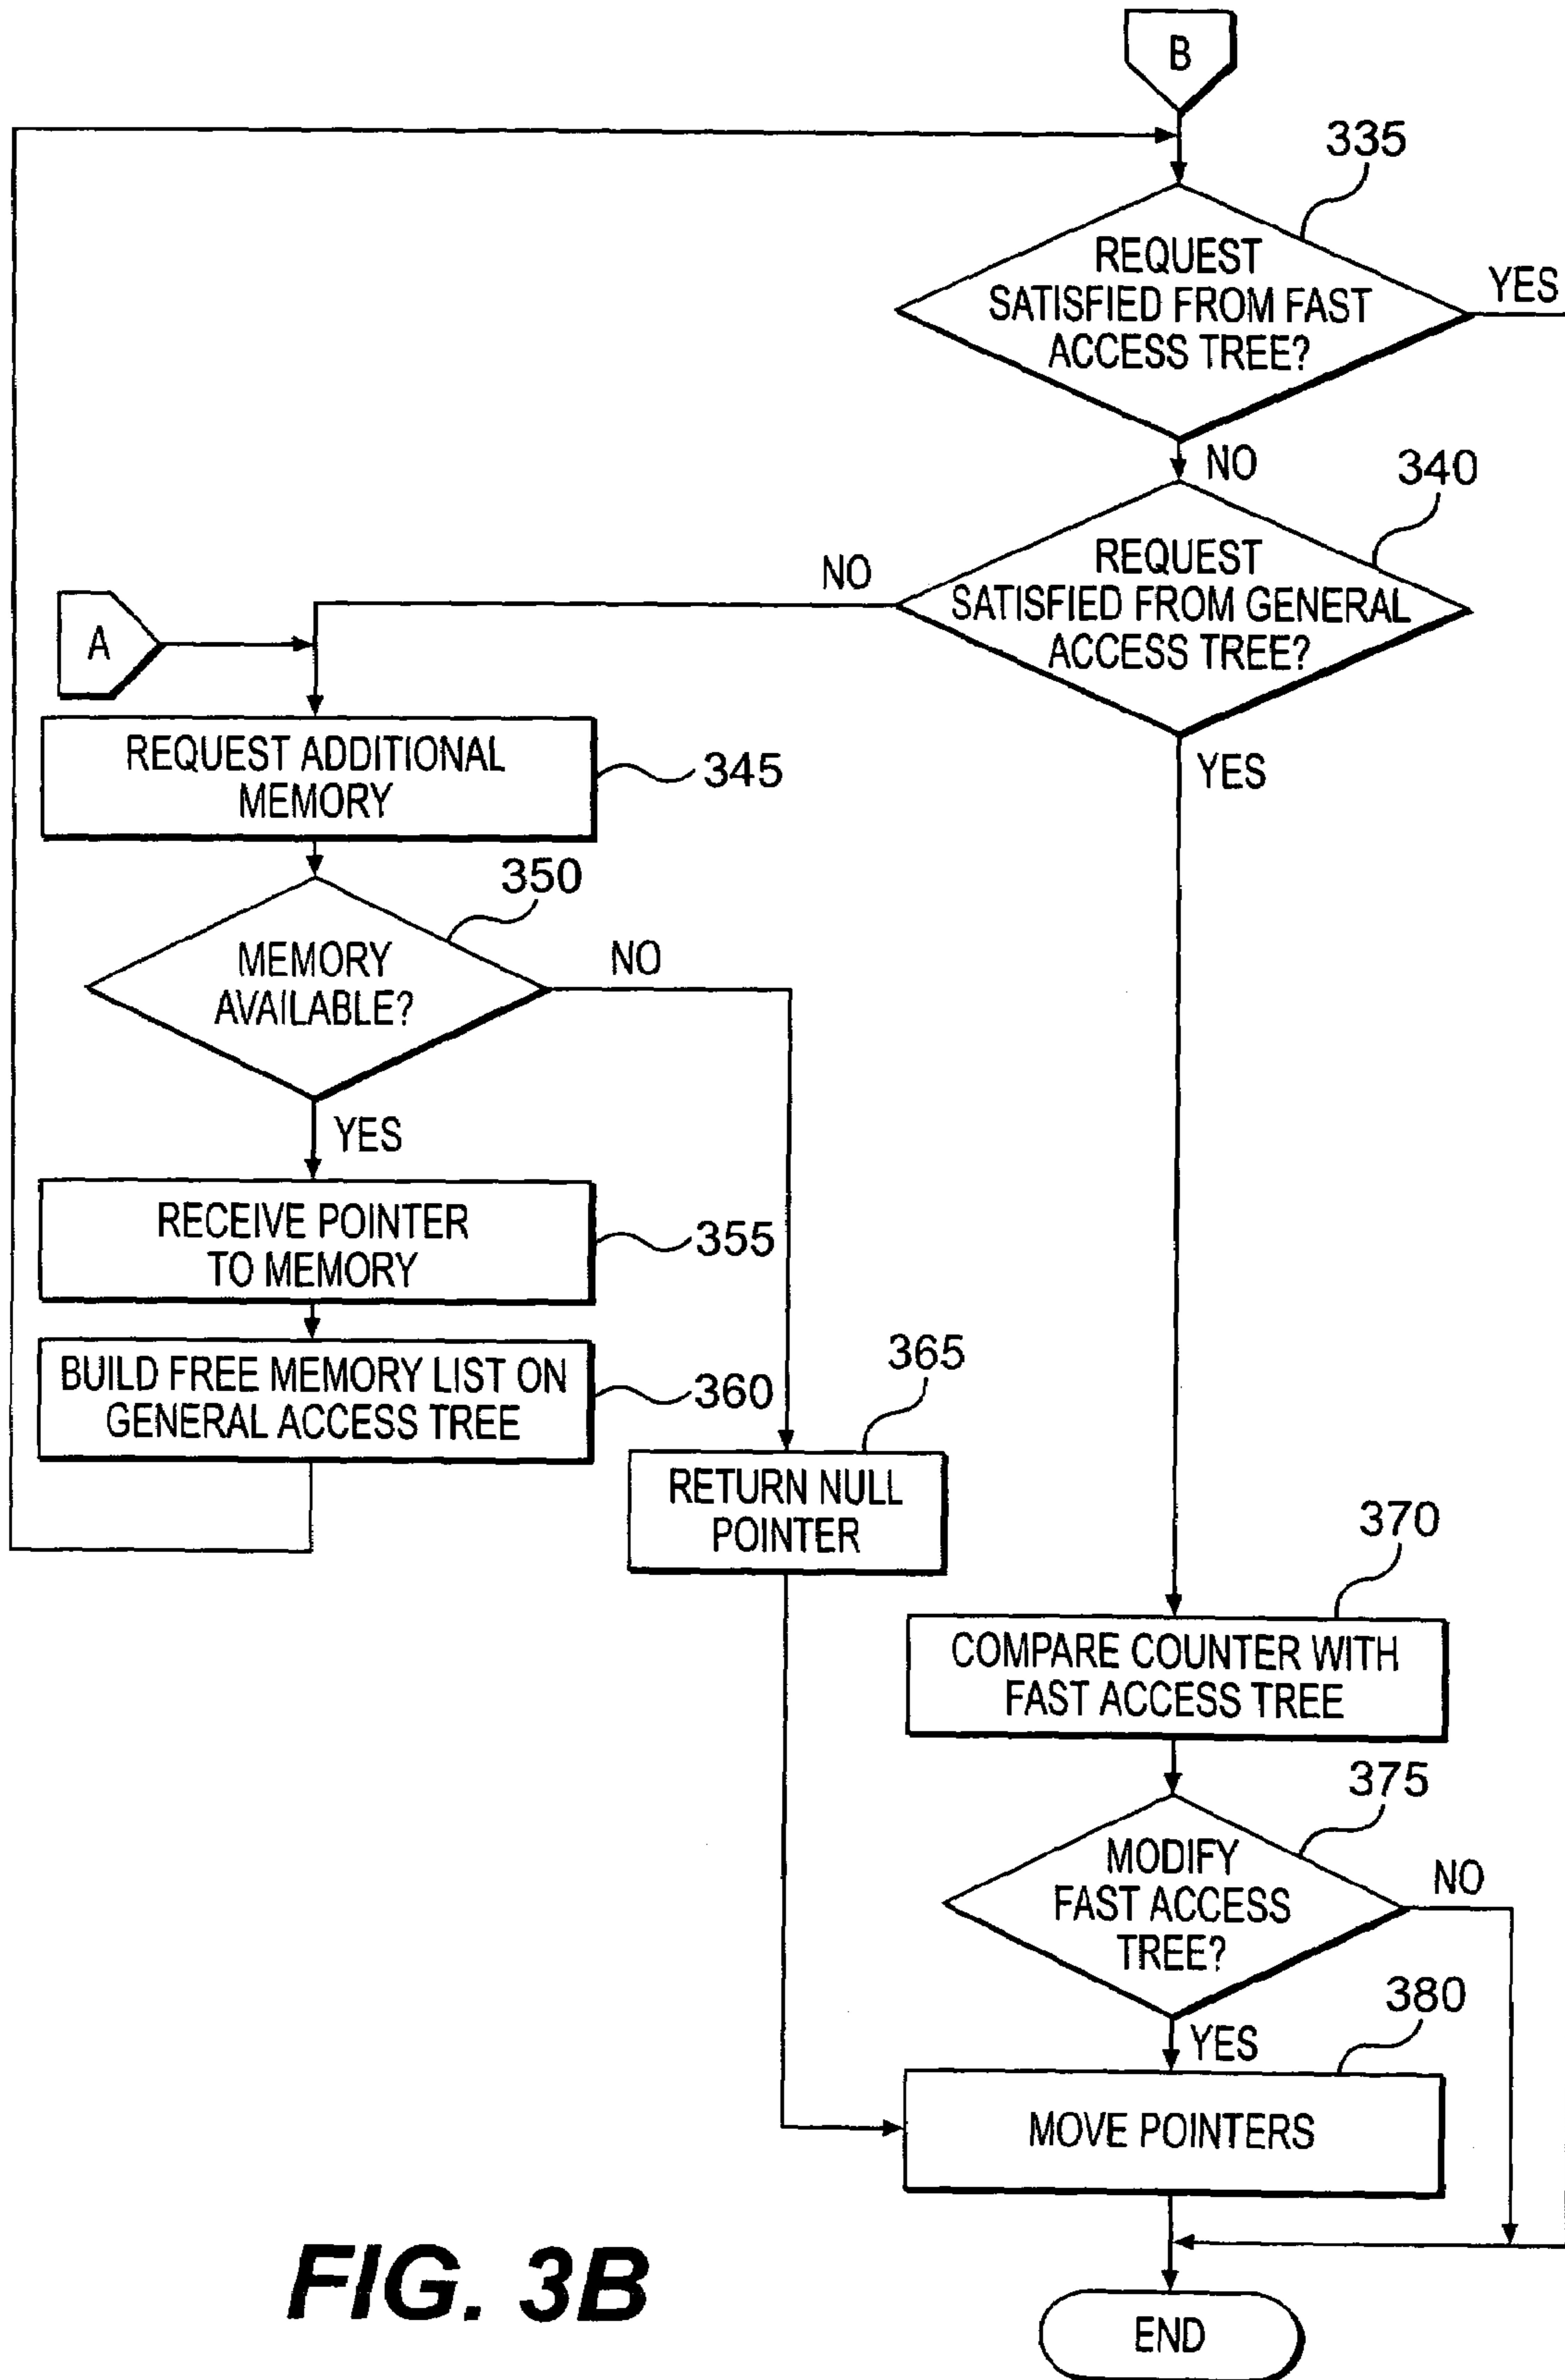 B
335
REQUEST
SATISFIED FROM FAST
ACCESS TREE?
YES
NO
340
REQUEST
SATISFIED FROM GENERAL
ACCESS TREE?
NO
YES
A
REQUEST ADDITIONAL
MEMORY
345
350
MEMORY
AVAILABLE?
NO
YES
RECEIVE POINTER
TO MEMORY
355
BUILD FREE MEMORY LIST ON
GENERAL ACCESS TREE
360
365
RETURN NULL
POINTER
370
COMPARE COUNTER WITH
FAST ACCESS TREE
375
MODIFY
FAST ACCESS
TREE?
NO
YES
380
MOVE POINTERS
END
FIG. 3B